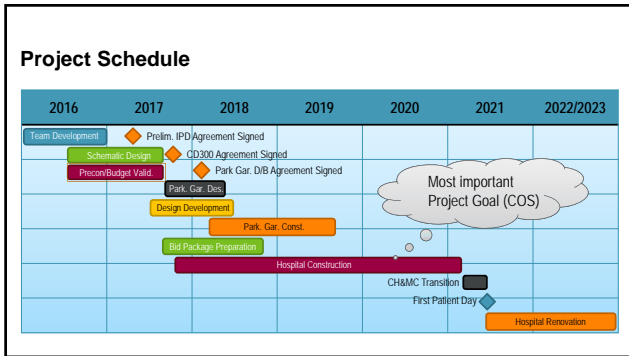 Project Schedule
2016 2017 2018 2019 2020 2021 2022/2023
Team Development
Prelim. IPD Agreement Signed
Schematic Design
CD300 Agreement Signed
Precon/Budget Valid.
Park Gar. D/B Agreement Signed
Park. Gar. Des.
Most important
Project Goal (COS)
Design Development
Park. Gar. Const.
Bid Package Preparation
Hospital Construction
CH&MC Transition
First Patient Day
Hospital Renovation